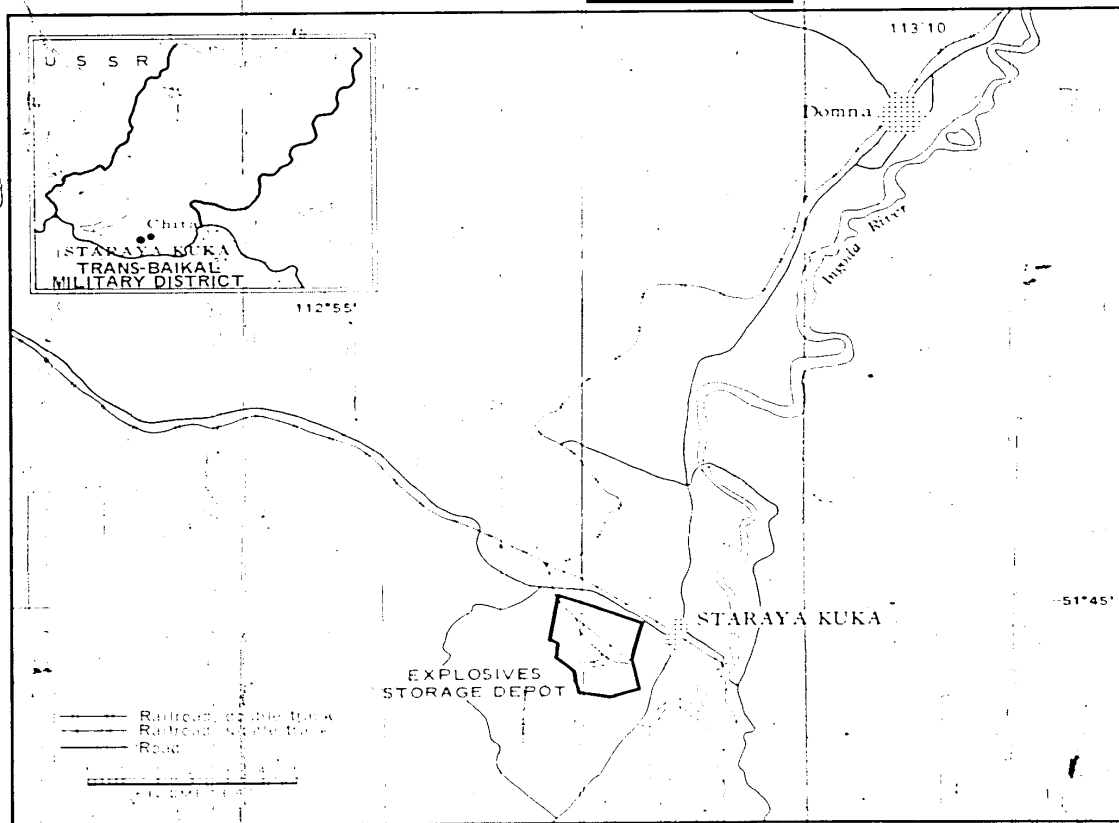 U S S R
Chita
STARAYA KUKA
TRANS-BAIKAL
MILITARY DISTRICT
112°55'
113 10
Domna
Ingoda River
51°45'
STARAYA KUKA
EXPLOSIVES
STORAGE DEPOT
Railroad, double track
Railroad, single track
Road